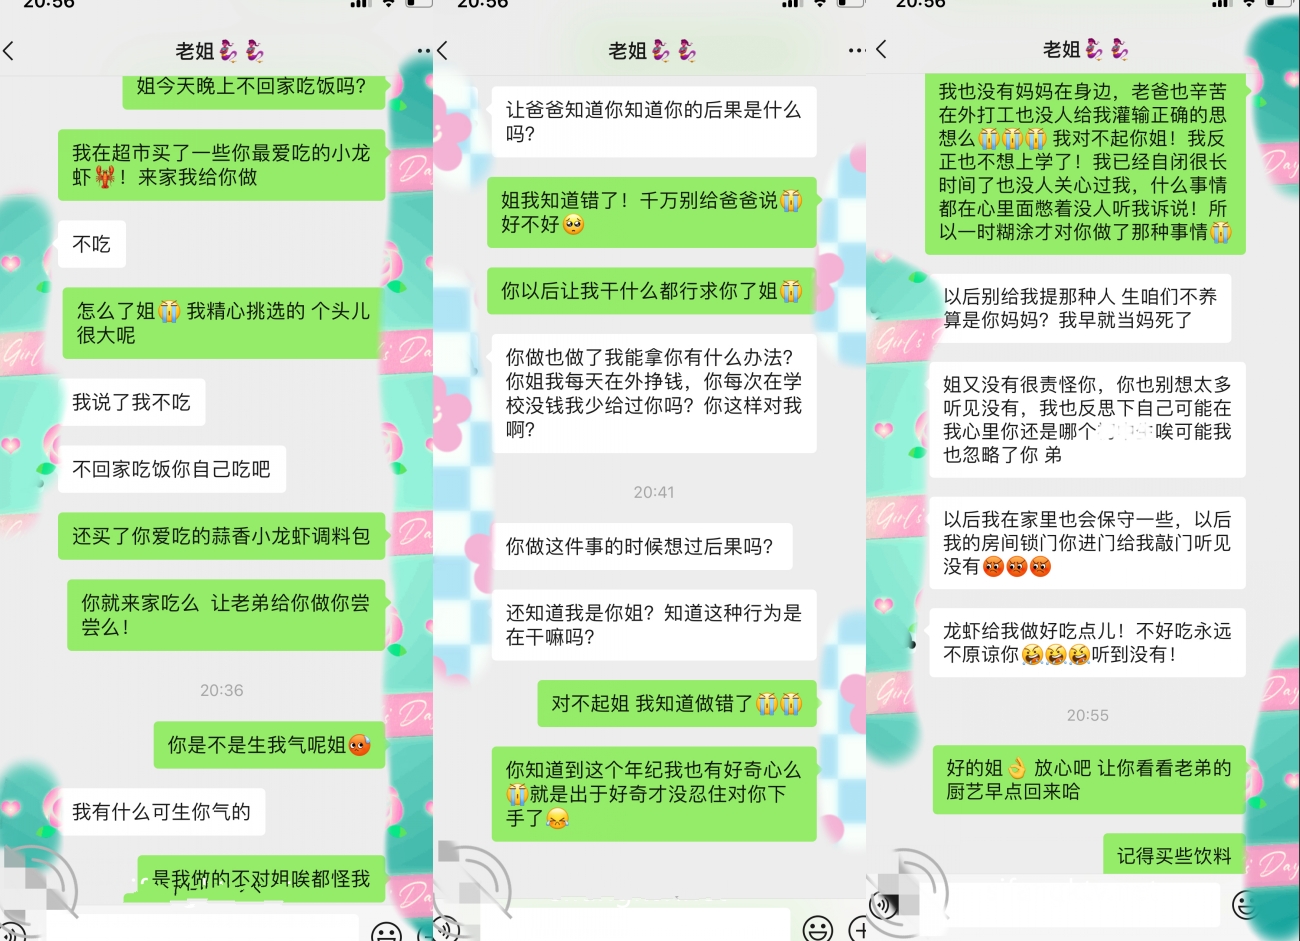 20:56
老姐
姐今天晚上不回家吃饭吗?
我在超市买了一些你最爱吃的小龙
虾🦞！来家我给你做
不吃
怎么了姐😭 我精心挑选的 个头儿
很大呢
我说了我不吃
不回家吃饭你自己吃吧
还买了你爱吃的蒜香小龙虾调料包
你就来家吃么 让老弟给你做你尝
尝么！
20:36
你是不是生我气呢姐🥵
我有什么可生你气的
是我做的不对姐唉都怪我
20:56
老姐
让爸爸知道你知道你的后果是什么
吗?
姐我知道错了！千万别给爸爸说😭
好不好🥺
你以后让我干什么都行求你了姐😭
你做也做了我能拿你有什么办法?
你姐我每天在外挣钱，你每次在学
校没钱我少给过你吗？你这样对我
啊?
20:41
你做这件事的时候想过后果吗?
还知道我是你姐？知道这种行为是
在干嘛吗?
对不起姐 我知道做错了😭😭
你知道到这个年纪我也有好奇心么
😭就是出于好奇才没忍住对你下
手了😹
20:56
老姐
我也没有妈妈在身边，老爸也辛苦
在外打工也没人给我灌输正确的思
想么😭😭😭 我对不起你姐！我反
正也不想上学了！我已经自闭很长
时间了也没人关心过我，什么事情
都在心里面憋着没人听我诉说！所
以一时糊涂才对你做了那种事情😭
以后别给我提那种人 生咱们不养
算是你妈妈？我早就当妈死了
姐又没有很责怪你，你也别想太多
听见没有，我也反思下自己可能在
我心里你还是哪个 唉可能我
也忽略了你 弟
以后我在家里也会保守一些，以后
我的房间锁门你进门给我敲门听见
没有😡😡😡
龙虾给我做好吃点儿！不好吃永远
不原谅你🤣🤣🤣听到没有！
20:55
好的姐👌 放心吧 让你看看老弟的
厨艺早点回来哈
记得买些饮料